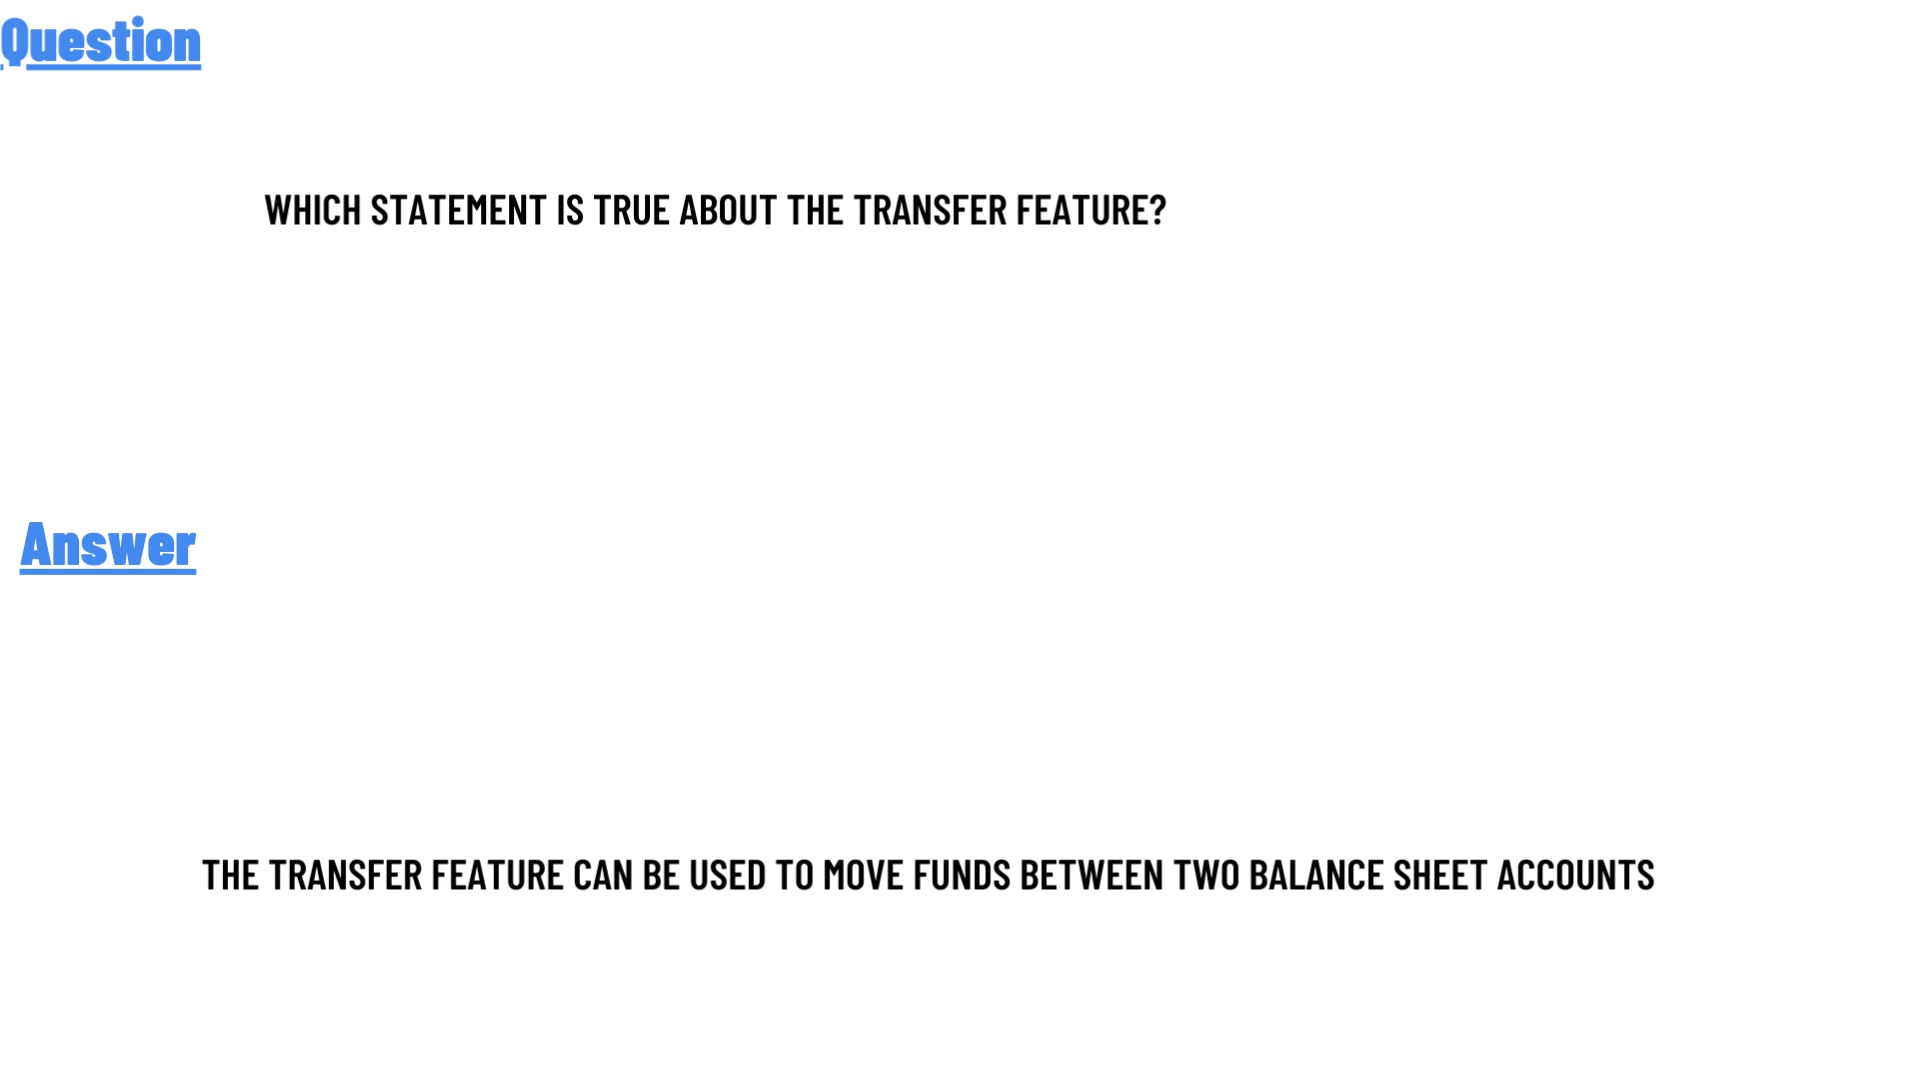 Question
WHICH STATEMENT IS TRUE ABOUT THE TRANSFER FEATURE?
Answer
THE TRANSFER FEATURE CAN BE USED TO MOVE FUNDS BETWEEN TWO BALANCE SHEET ACCOUNTS